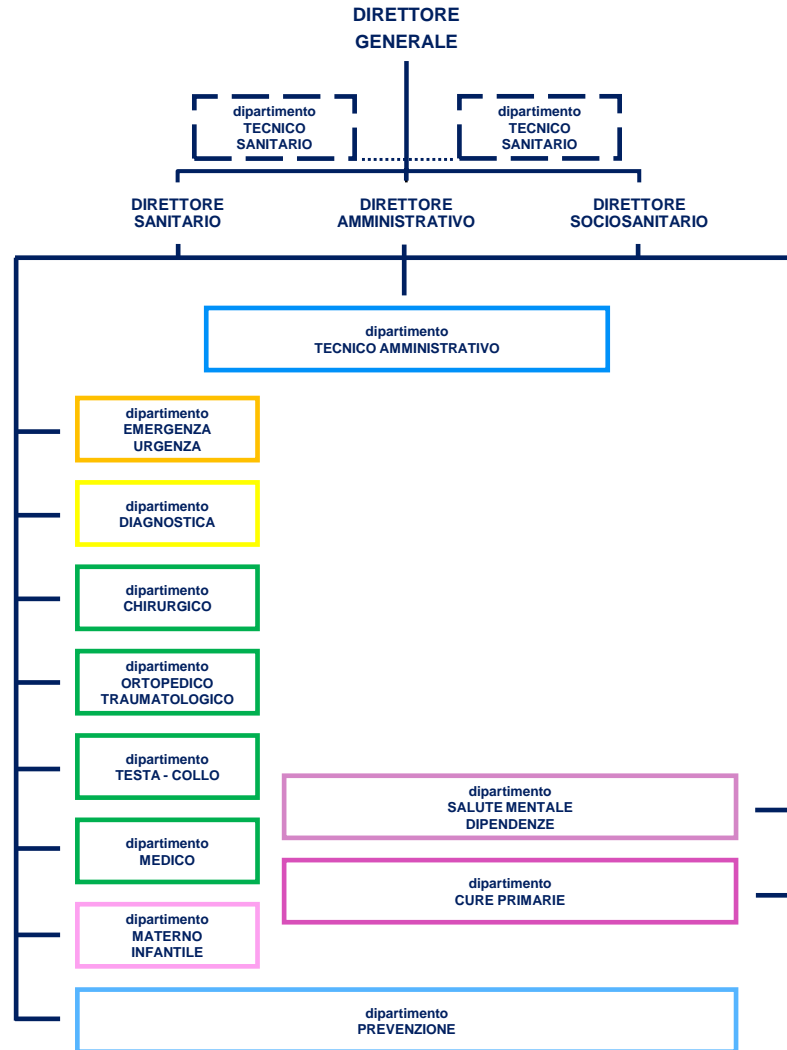 DIRETTORE
GENERALE
dipartimento
TECNICO
SANITARIO
dipartimento
TECNICO
SANITARIO
DIRETTORE
SANITARIO
DIRETTORE
AMMINISTRATIVO
DIRETTORE
SOCIOSANITARIO
dipartimento
TECNICO AMMINISTRATIVO
dipartimento
EMERGENZA
URGENZA
dipartimento
DIAGNOSTICA
dipartimento
CHIRURGICO
dipartimento
ORTOPEDICO
TRAUMATOLOGICO
dipartimento
TESTA - COLLO
dipartimento
SALUTE MENTALE
DIPENDENZE
dipartimento
MEDICO
dipartimento
CURE PRIMARIE
dipartimento
MATERNO
INFANTILE
dipartimento
PREVENZIONE